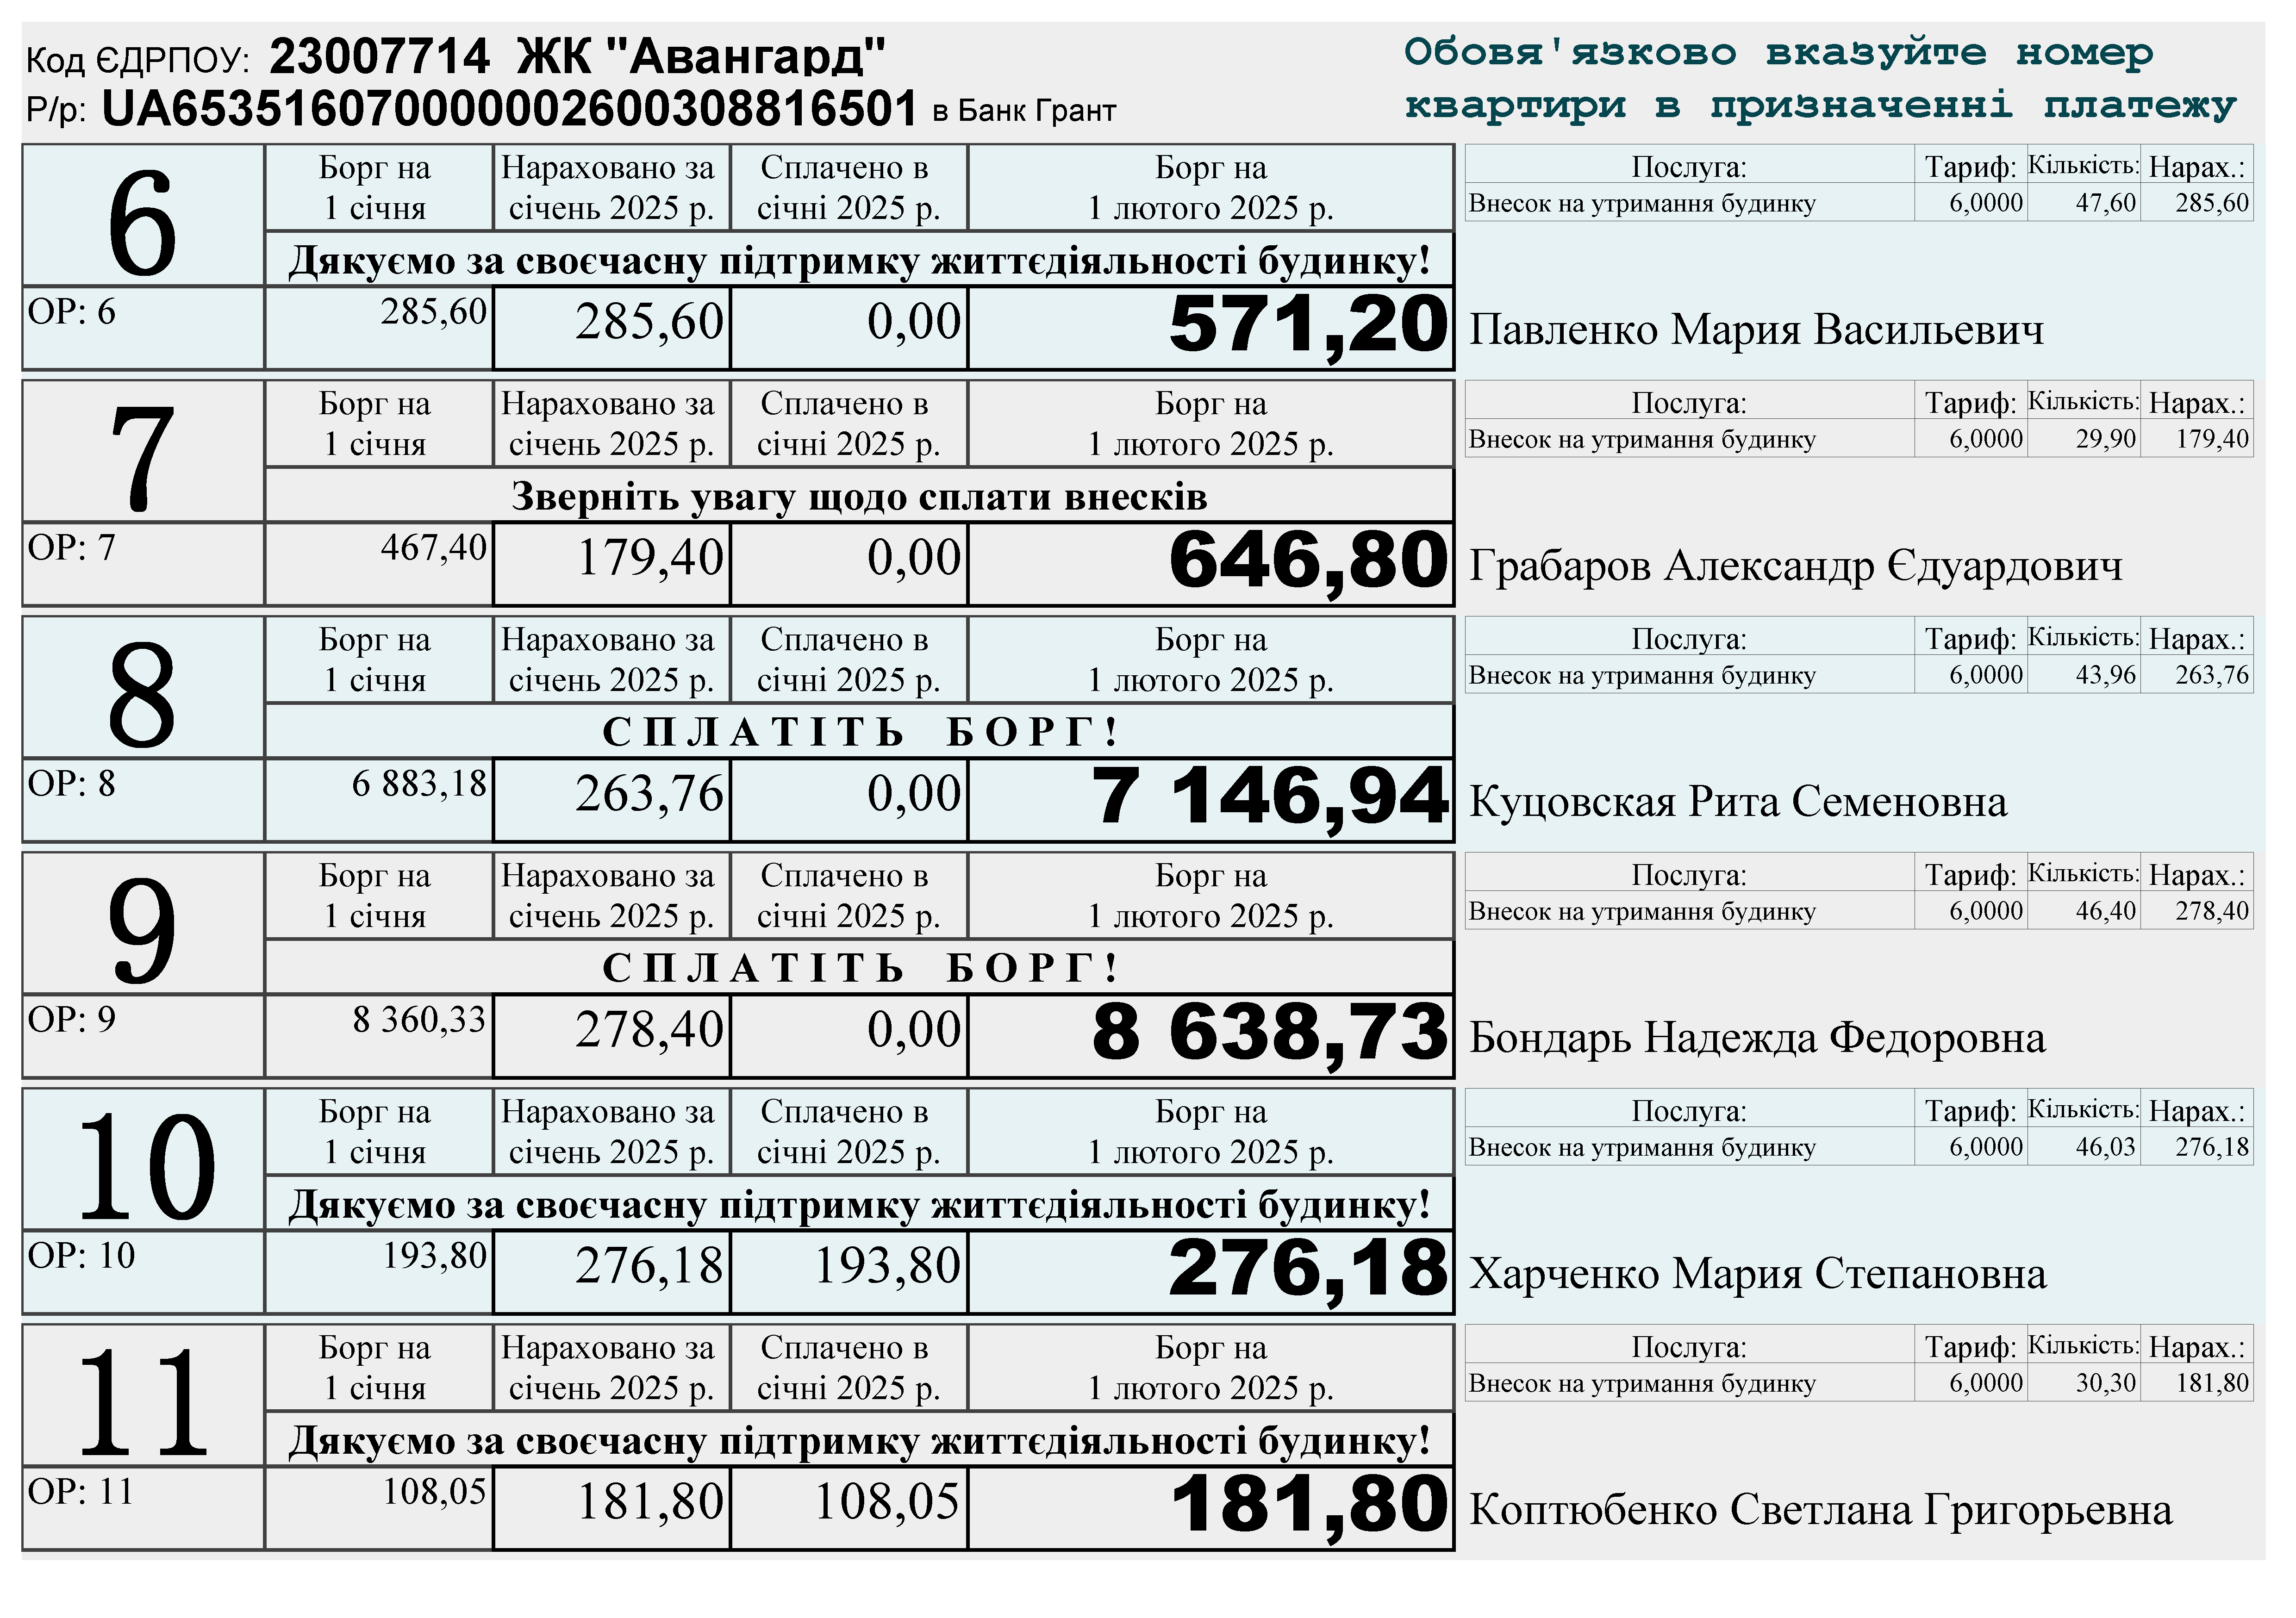 Код ЄДРПОУ: 23007714 ЖК "Авангард"
Р/р: UA653516070000002600308816501 в Банк Грант
Обовя'язково вказуйте номер
квартири в призначенні платежу
6
Борг на
1 січня
Нараховано за
січень 2025 р.
Сплачено в
січні 2025 р.
Борг на
1 лютого 2025 р.
Послуга: Тариф: Кількість: Нарах.:
Внесок на утримання будинку 6,0000 47,60 285,60
Дякуємо за своєчасну підтримку життєдіяльності будинку!
ОР: 6 285,60 285,60 0,00 571,20 Павленко Мария Васильевич
7
Борг на
1 січня
Нараховано за
січень 2025 р.
Сплачено в
січні 2025 р.
Борг на
1 лютого 2025 р.
Послуга: Тариф: Кількість: Нарах.:
Внесок на утримання будинку 6,0000 29,90 179,40
Зверніть увагу щодо сплати внесків
ОР: 7 467,40 179,40 0,00 646,80 Грабаров Александр Єдуардович
8
Борг на
1 січня
Нараховано за
січень 2025 р.
Сплачено в
січні 2025 р.
Борг на
1 лютого 2025 р.
Послуга: Тариф: Кількість: Нарах.:
Внесок на утримання будинку 6,0000 43,96 263,76
С П Л А Т І Т Ь Б О Р Г !
ОР: 8 6 883,18 263,76 0,00 7 146,94 Куцовская Рита Семеновна
9
Борг на
1 січня
Нараховано за
січень 2025 р.
Сплачено в
січні 2025 р.
Борг на
1 лютого 2025 р.
Послуга: Тариф: Кількість: Нарах.:
Внесок на утримання будинку 6,0000 46,40 278,40
С П Л А Т І Т Ь Б О Р Г !
ОР: 9 8 360,33 278,40 0,00 8 638,73 Бондарь Надежда Федоровна
10
Борг на
1 січня
Нараховано за
січень 2025 р.
Сплачено в
січні 2025 р.
Борг на
1 лютого 2025 р.
Послуга: Тариф: Кількість: Нарах.:
Внесок на утримання будинку 6,0000 46,03 276,18
Дякуємо за своєчасну підтримку життєдіяльності будинку!
ОР: 10 193,80 276,18 193,80 276,18 Харченко Мария Степановна
11
Борг на
1 січня
Нараховано за
січень 2025 р.
Сплачено в
січні 2025 р.
Борг на
1 лютого 2025 р.
Послуга: Тариф: Кількість: Нарах.:
Внесок на утримання будинку 6,0000 30,30 181,80
Дякуємо за своєчасну підтримку життєдіяльності будинку!
ОР: 11 108,05 181,80 108,05 181,80 Коптюбенко Светлана Григорьевна